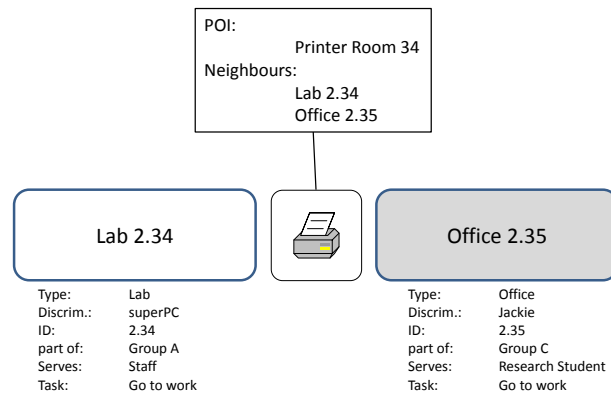 POI:
Printer Room 34
Neighbours:
Lab 2.34
Office 2.35
Lab 2.34
Office 2.35
Type: Lab
Discrim.: superPC
ID: 2.34
part of: Group A
Serves: Staff
Task: Go to work
Type: Office
Discrim.: Jackie
ID: 2.35
part of: Group C
Serves: Research Student
Task: Go to work